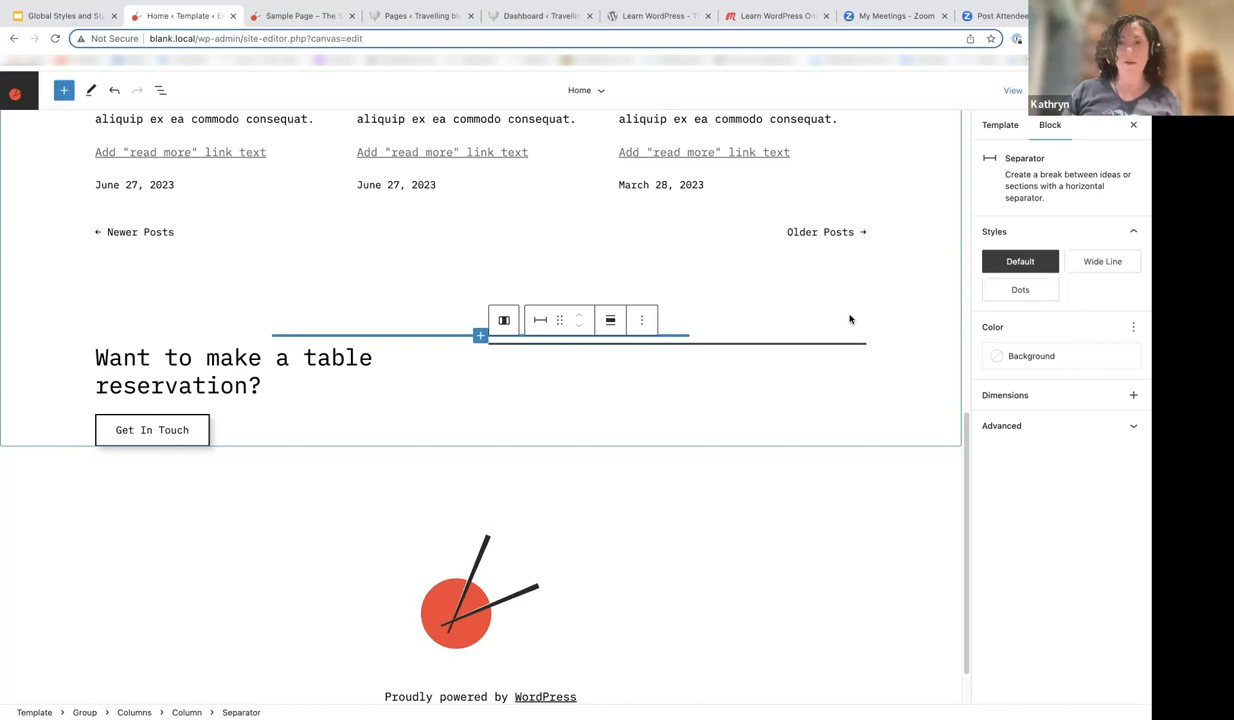 Global Styles and St
Home ‹ Template ‹ E
Sample Page – The S
Pages ‹ Travelling bl
Dashboard ‹ Travellin
Learn WordPress - T
Learn WordPress Onl
My Meetings - Zoom
Post Attendee
Not Secure
blank.local/wp-admin/site-editor.php?canvas=edit
Home
View
Kathryn
aliquip ex ea commodo consequat.
aliquip ex ea commodo consequat.
aliquip ex ea commodo consequat.
Add "read more" link text
Add "read more" link text
Add "read more" link text
June 27, 2023
June 27, 2023
March 28, 2023
← Newer Posts
Older Posts →
Want to make a table
reservation?
Get In Touch
Proudly powered by WordPress
Template
Block
Separator
Create a break between ideas or
sections with a horizontal
separator.
Styles
Default
Wide Line
Dots
Color
Background
Dimensions
Advanced
Template > Group > Columns > Column > Separator